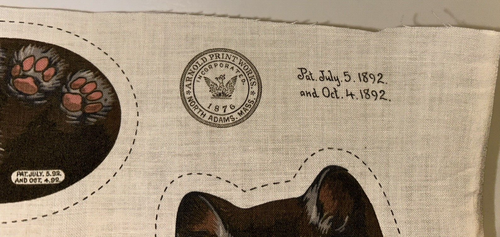 ARNOLD PRINT WORKS
INCORPORATED.
1876
NORTH ADAMS, MASS.
Pat. July. 5. 1892.
and Oct. 4. 1892.
PAT. JULY. 5.92.
AND OCT. 4.92.